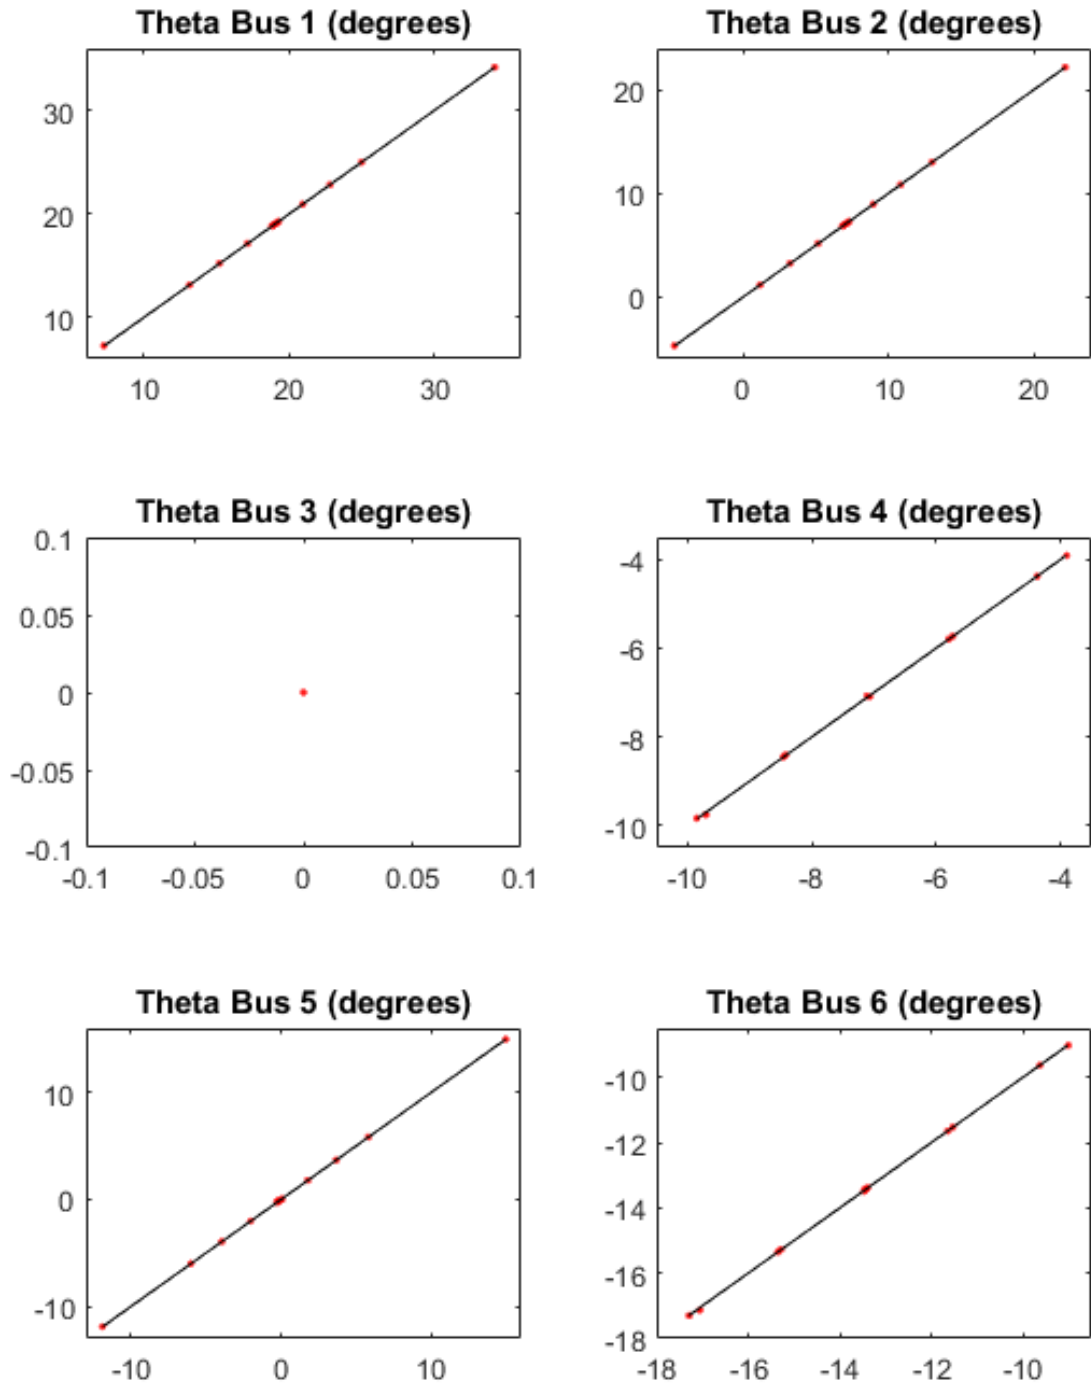 Theta Bus 1 (degrees)
30
20
10
10 20 30
Theta Bus 2 (degrees)
20
10
0
0 10 20
Theta Bus 3 (degrees)
0.1
0.05
0
-0.05
-0.1
-0.1 -0.05 0 0.05 0.1
Theta Bus 4 (degrees)
-4
-6
-8
-10
-10 -8 -6 -4
Theta Bus 5 (degrees)
10
0
-10
-10 0 10
Theta Bus 6 (degrees)
-10
-12
-14
-16
-18
-18 -16 -14 -12 -10